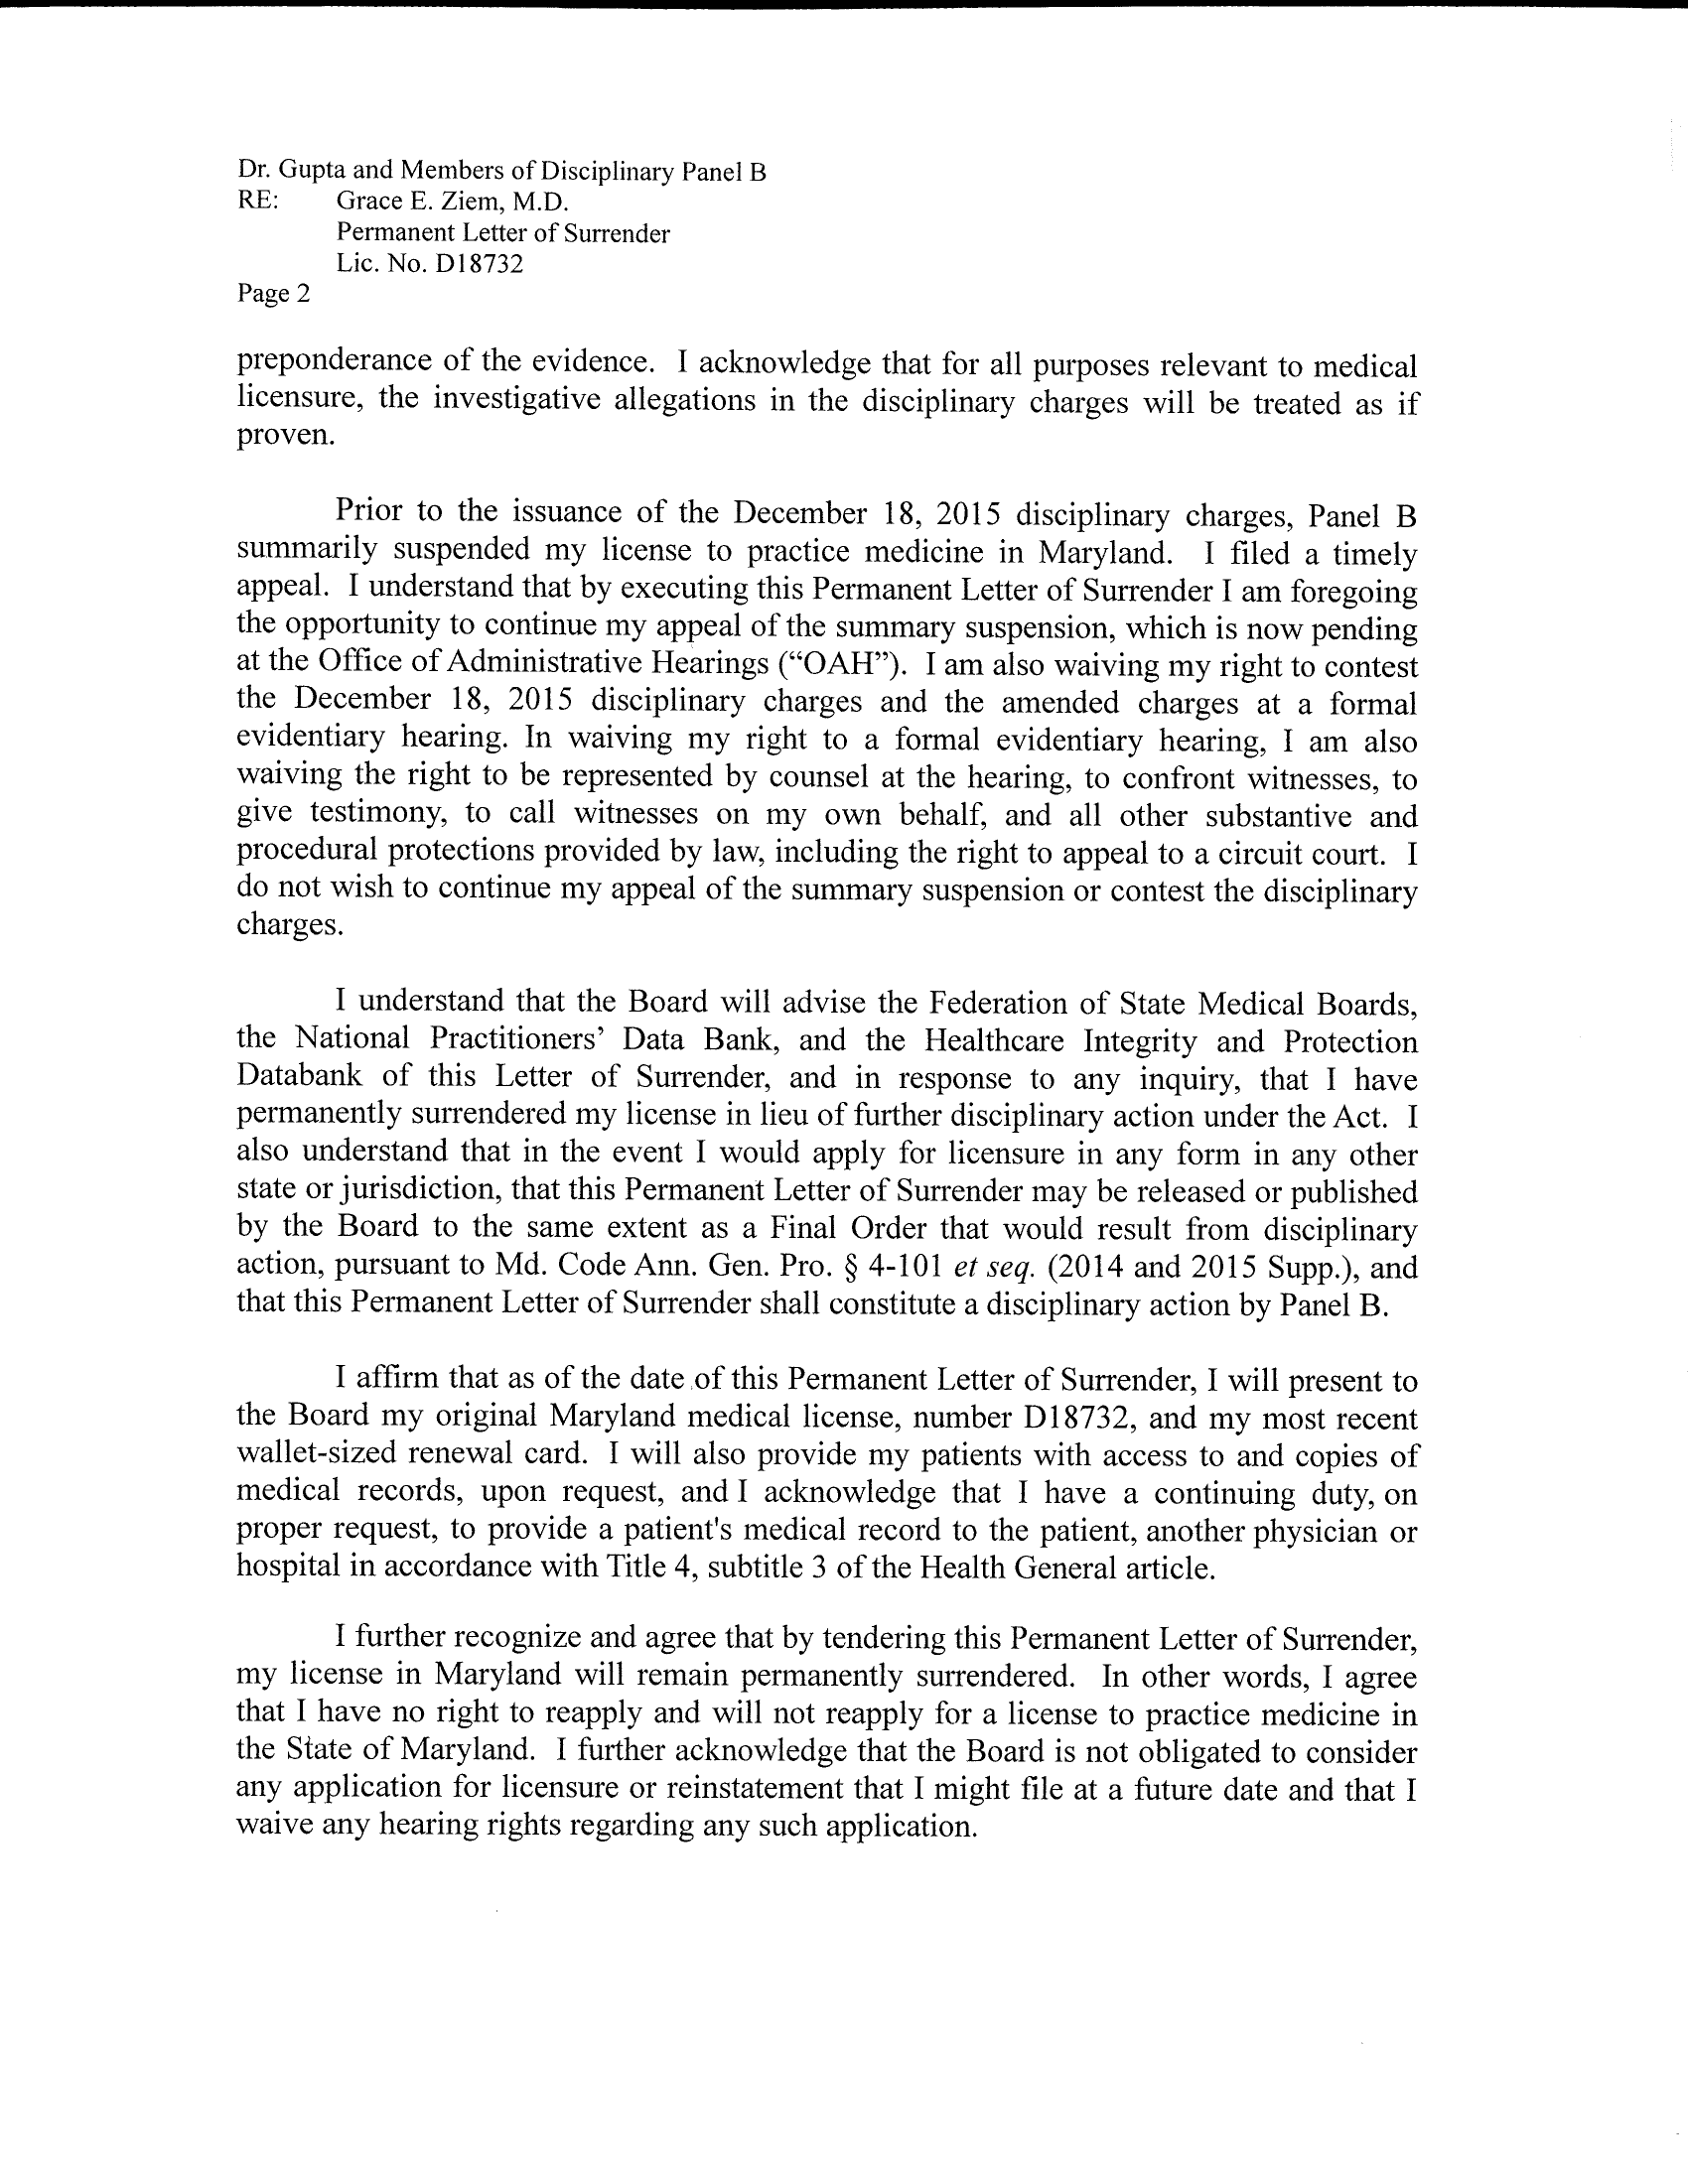 Dr. Gupta and Members of Disciplinary Panel B
RE: Grace E. Ziem, M.D.
Permanent Letter of Surrender
Lic. No. D18732
Page 2
preponderance of the evidence. I acknowledge that for all purposes relevant to medical
licensure, the investigative allegations in the disciplinary charges will be treated as if
proven.
Prior to the issuance of the December 18, 2015 disciplinary charges, Panel B
summarily suspended my license to practice medicine in Maryland. I filed a timely
appeal. I understand that by executing this Permanent Letter of Surrender I am foregoing
the opportunity to continue my appeal of the summary suspension, which is now pending
at the Office of Administrative Hearings (“OAH”). I am also waiving my right to contest
the December 18, 2015 disciplinary charges and the amended charges at a formal
evidentiary hearing. In waiving my right to a formal evidentiary hearing, I am also
waiving the right to be represented by counsel at the hearing, to confront witnesses, to
give testimony, to call witnesses on my own behalf, and all other substantive and
procedural protections provided by law, including the right to appeal to a circuit court. I
do not wish to continue my appeal of the summary suspension or contest the disciplinary
charges.
I understand that the Board will advise the Federation of State Medical Boards,
the National Practitioners’ Data Bank, and the Healthcare Integrity and Protection
Databank of this Letter of Surrender, and in response to any inquiry, that I have
permanently surrendered my license in lieu of further disciplinary action under the Act. I
also understand that in the event I would apply for licensure in any form in any other
state or jurisdiction, that this Permanent Letter of Surrender may be released or published
by the Board to the same extent as a Final Order that would result from disciplinary
action, pursuant to Md. Code Ann. Gen. Pro. § 4-101 et seq. (2014 and 2015 Supp.), and
that this Permanent Letter of Surrender shall constitute a disciplinary action by Panel B.
I affirm that as of the date of this Permanent Letter of Surrender, I will present to
the Board my original Maryland medical license, number D18732, and my most recent
wallet-sized renewal card. I will also provide my patients with access to and copies of
medical records, upon request, and I acknowledge that I have a continuing duty, on
proper request, to provide a patient's medical record to the patient, another physician or
hospital in accordance with Title 4, subtitle 3 of the Health General article.
I further recognize and agree that by tendering this Permanent Letter of Surrender,
my license in Maryland will remain permanently surrendered. In other words, I agree
that I have no right to reapply and will not reapply for a license to practice medicine in
the State of Maryland. I further acknowledge that the Board is not obligated to consider
any application for licensure or reinstatement that I might file at a future date and that I
waive any hearing rights regarding any such application.